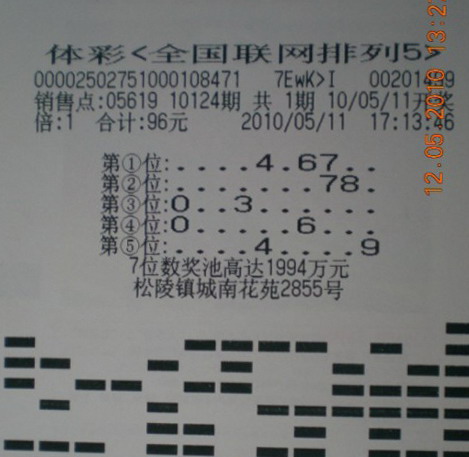 体彩<全国联网排列5>
00002502751000108471 7EwK>I
销售点:05619 10124期 共 1期 10/05/11开奖
倍:1 合计:96元 2010/05/11 17:13:46
第①位:....4.67..
第②位:.......78.
第③位:0..3......
第④位:0.....6...
第⑤位:....4....9
7位数奖池高达1994万元
松陵镇城南花苑2855号
12.05.2010